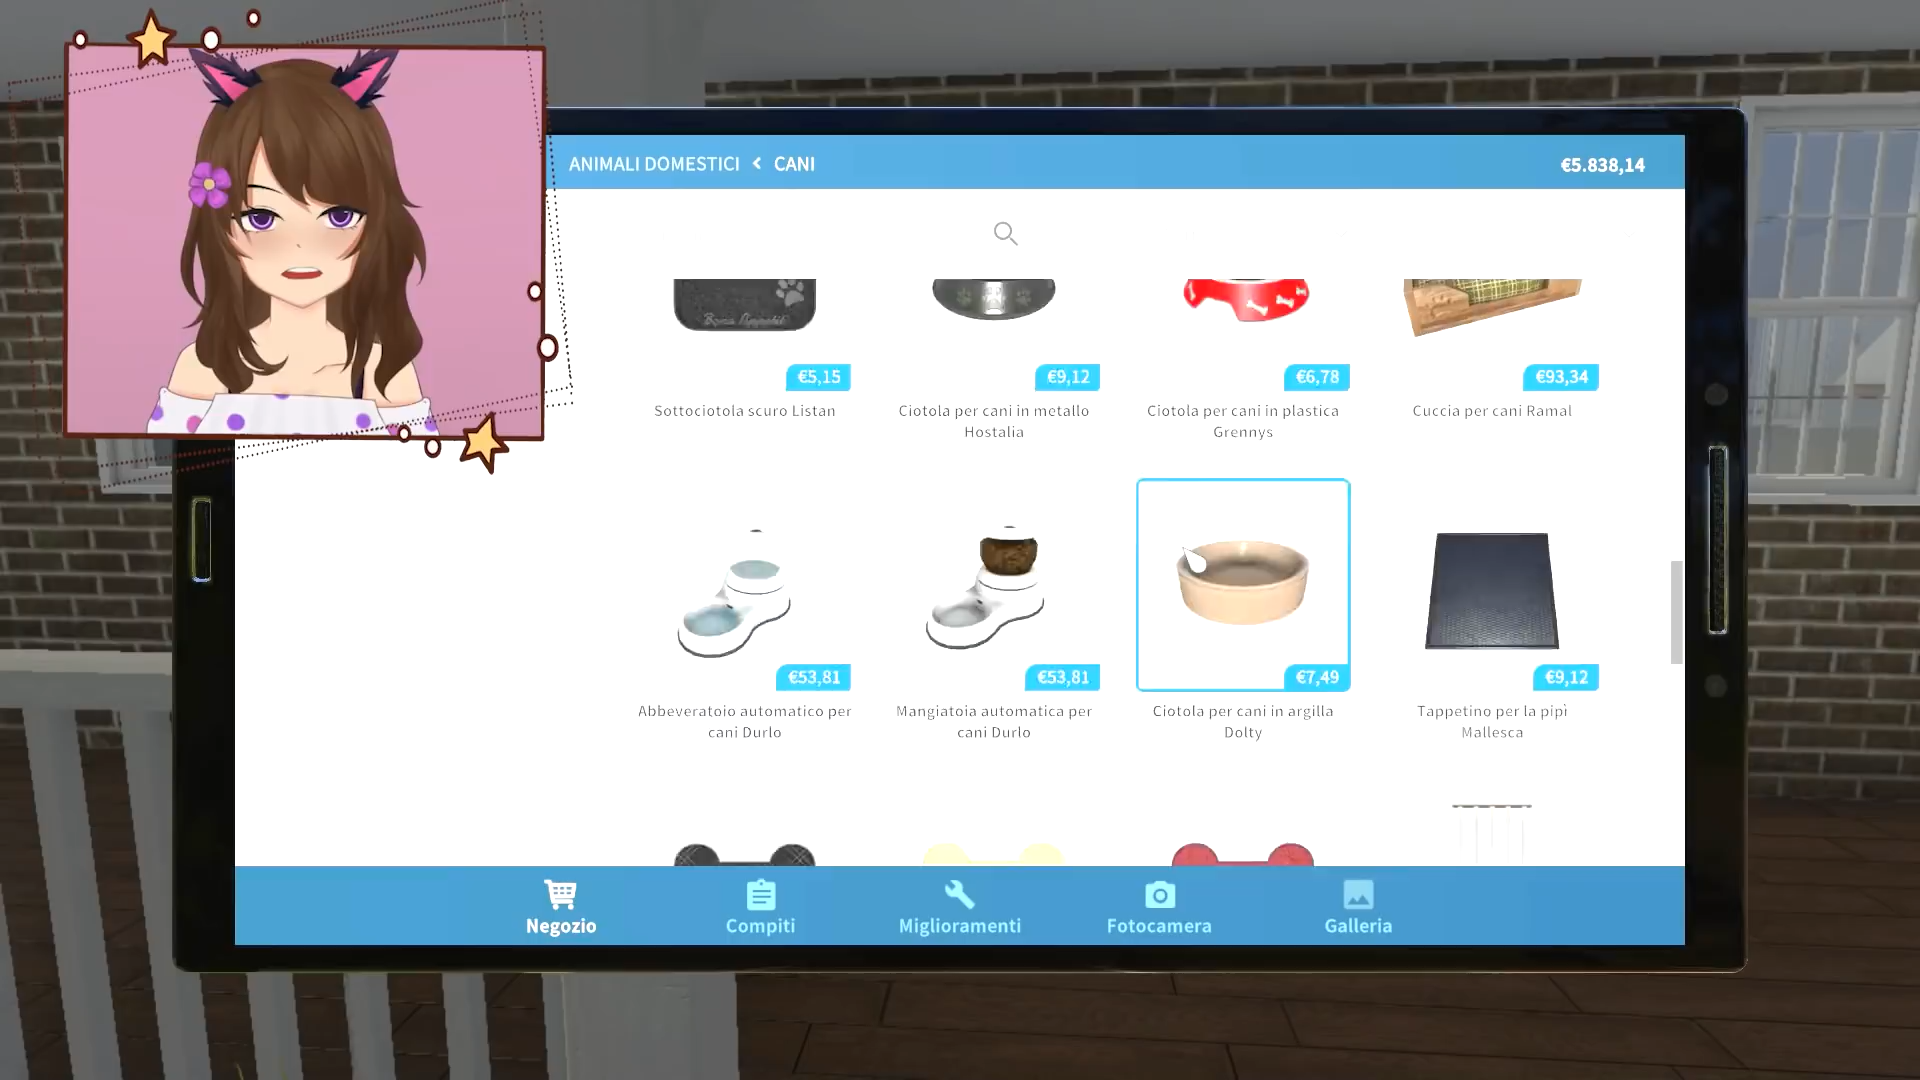 ANIMALI DOMESTICI < CANI
€5.838,14
Bona Appetit
€5,15
€9,12
€6,78
€93,34
Sottociotola scuro Listan
Ciotola per cani in metallo
Hostalia
Ciotola per cani in plastica
Grennys
Cuccia per cani Ramal
€53,81
€53,81
€7,49
€9,12
Abbeveratoio automatico per
cani Durlo
Mangiatoia automatica per
cani Durlo
Ciotola per cani in argilla
Dolty
Tappetino per la pipì
Mallesca
Negozio
Compiti
Miglioramenti
Fotocamera
Galleria